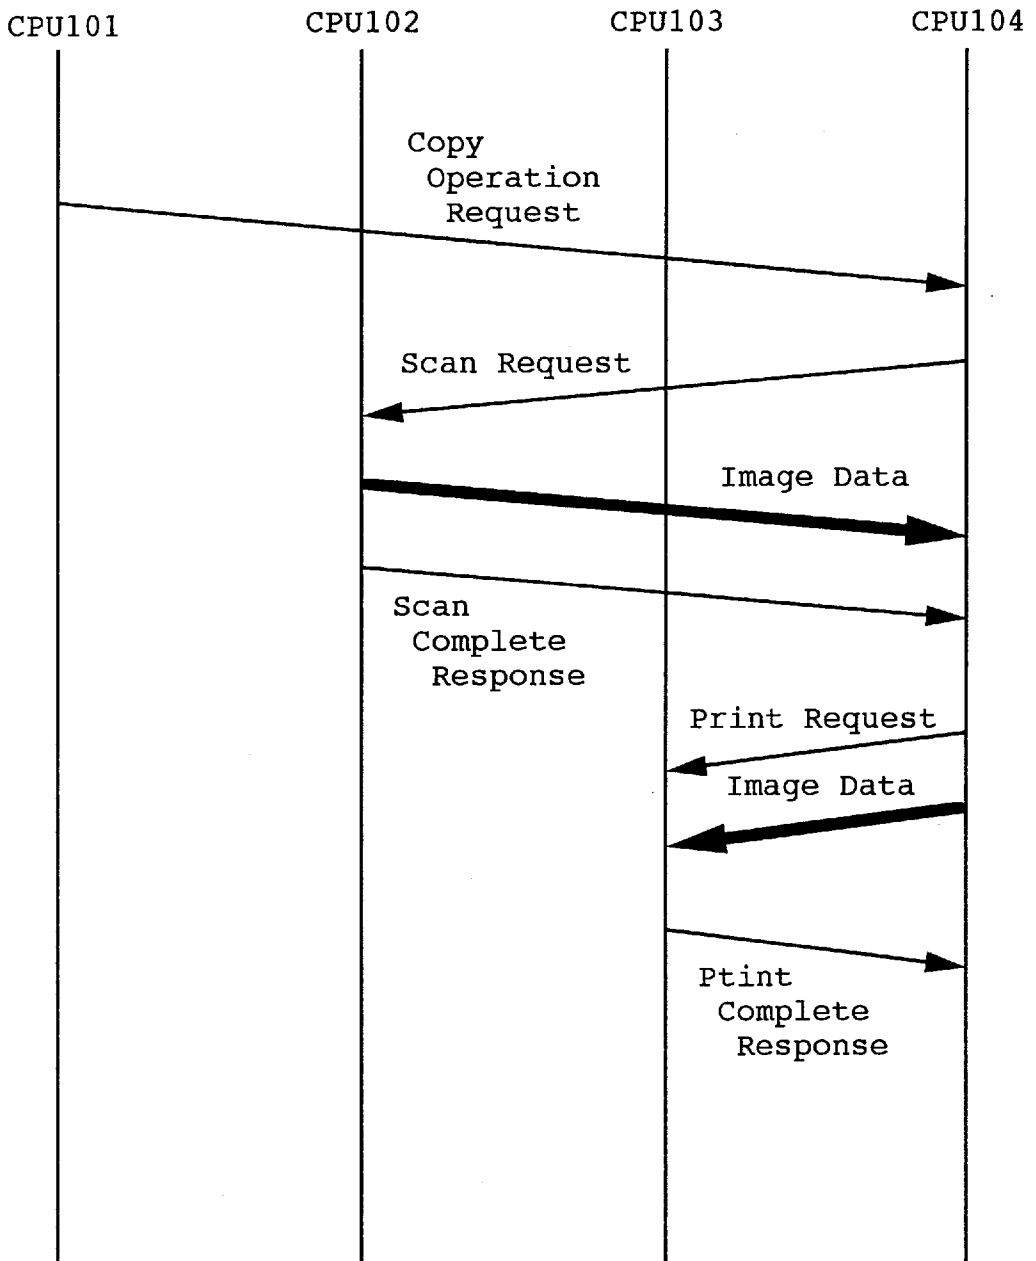 CPU101 CPU102 CPU103 CPU104
Copy
Operation
Request
Scan Request
Image Data
Scan
Complete
Response
Print Request
Image Data
Ptint
Complete
Response